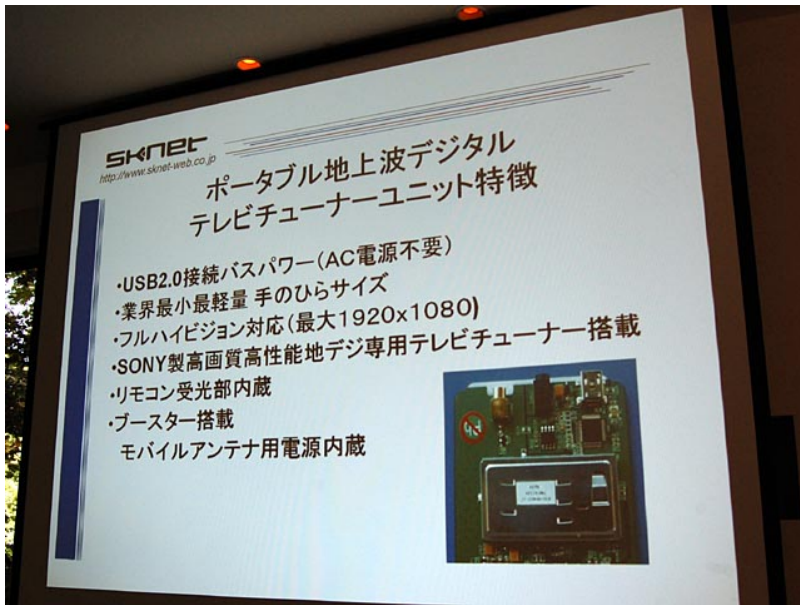 SKNET
http://www.sknet-web.co.jp
ポータブル地上波デジタル
テレビチューナーユニット特徴
・USB2.0接続バスパワー(AC電源不要)
・業界最小最軽量 手のひらサイズ
・フルハイビジョン対応(最大1920x1080)
・SONY製高画質高性能地デジ専用テレビチューナー搭載
・リモコン受光部内蔵
・ブースター搭載
モバイルアンテナ用電源内蔵